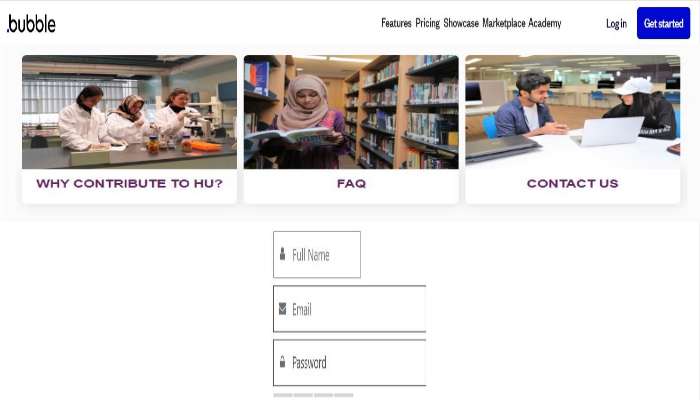 .bubble
Features Pricing Showcase Marketplace Academy
Log in
Get started
WHY CONTRIBUTE TO HU?
FAQ
CONTACT US
Full Name
Email
Password